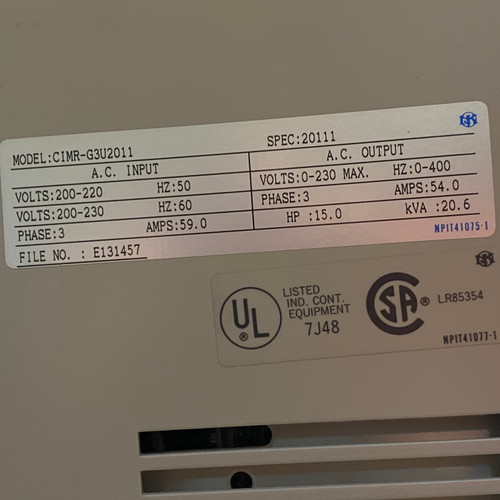 MODEL:CIMR-G3U2011 SPEC:20111
A.C. INPUT A.C. OUTPUT
VOLTS:200-220 HZ:50 VOLTS:0-230 MAX. HZ:0-400
VOLTS:200-230 HZ:60 PHASE:3 AMPS:54.0
PHASE:3 AMPS:59.0 HP :15.0 kVA :20.6
FILE NO. : E131457 NPIT41075-1
UL ®
LISTED
IND. CONT.
EQUIPMENT
7J48
SA ® LR85354
NPIT41077-1